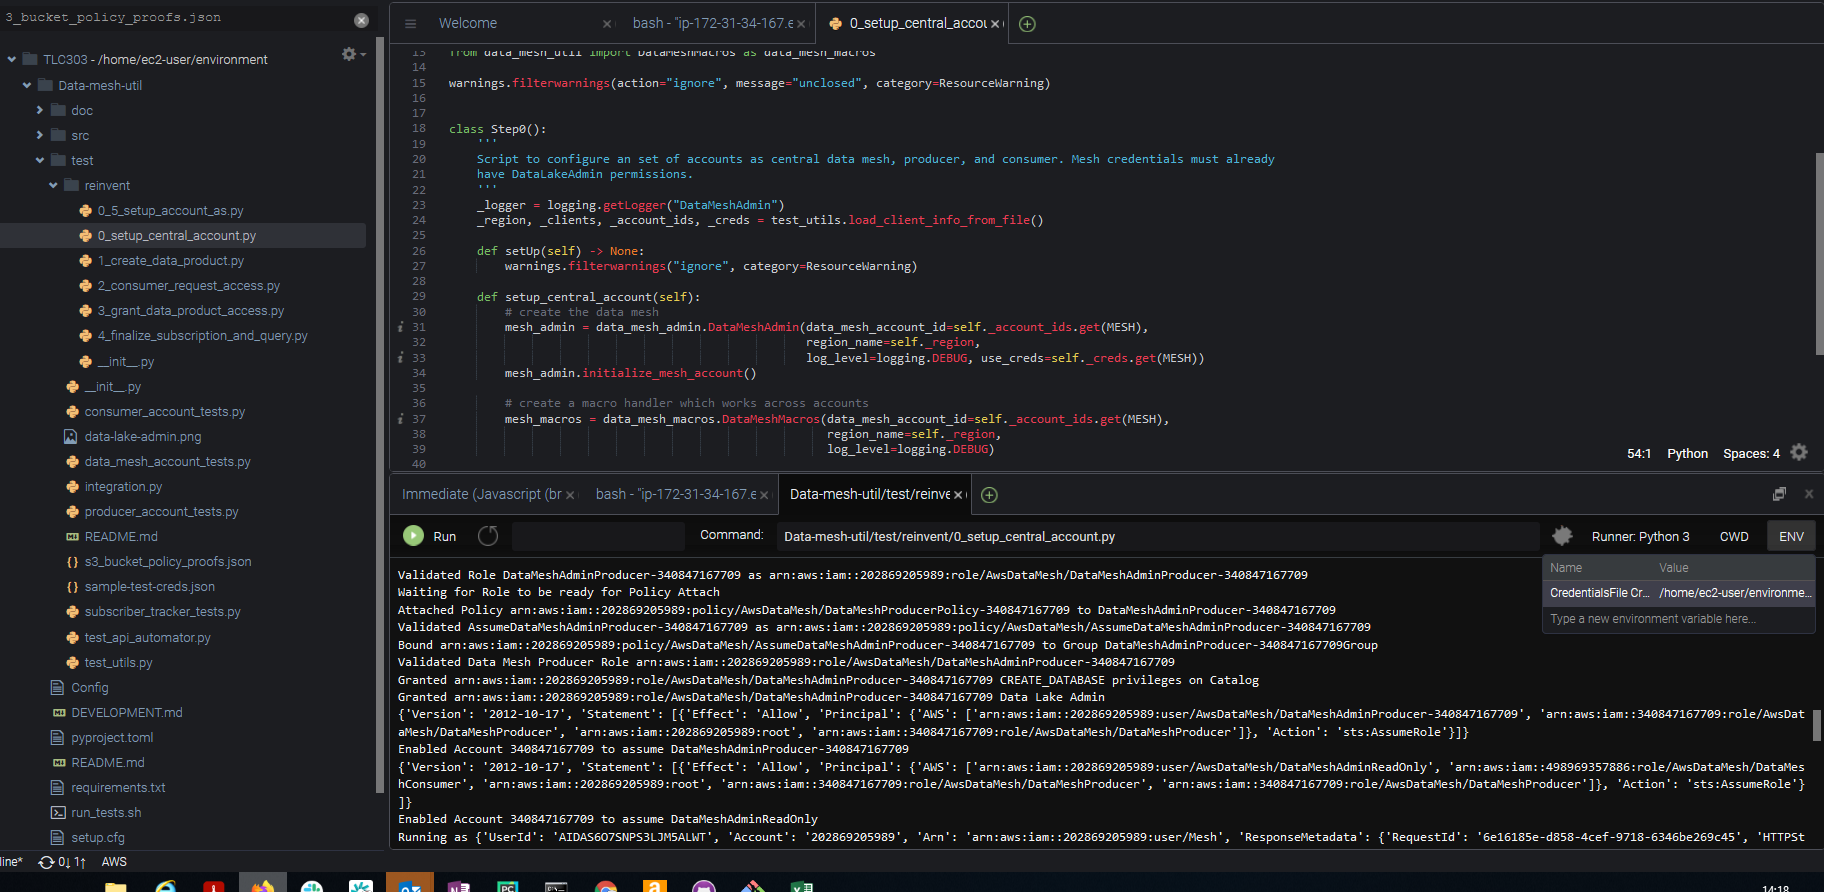 3_bucket_policy_proofs.json
TLC303 - /home/ec2-user/environment
Data-mesh-util
doc
src
test
reinvent
0_5_setup_account_as.py
0_setup_central_account.py
1_create_data_product.py
2_consumer_request_access.py
3_grant_data_product_access.py
4_finalize_subscription_and_query.py
__init__.py
__init__.py
consumer_account_tests.py
data-lake-admin.png
data_mesh_account_tests.py
integration.py
producer_account_tests.py
README.md
s3_bucket_policy_proofs.json
sample-test-creds.json
subscriber_tracker_tests.py
test_api_automator.py
test_utils.py
Config
DEVELOPMENT.md
pyproject.toml
README.md
requirements.txt
run_tests.sh
setup.cfg
line* 0↓ 1↑ AWS
Welcome
bash - "ip-172-31-34-167.e
0_setup_central_accou
13 from data_mesh_util import DataMeshMacros as data_mesh_macros
14
15 warnings.filterwarnings(action="ignore", message="unclosed", category=ResourceWarning)
16
17
18 class Step0():
19 '''
20 Script to configure an set of accounts as central data mesh, producer, and consumer. Mesh credentials must already
21 have DataLakeAdmin permissions.
22 '''
23 _logger = logging.getLogger("DataMeshAdmin")
24 _region, _clients, _account_ids, _creds = test_utils.load_client_info_from_file()
25
26 def setUp(self) -> None:
27 warnings.filterwarnings("ignore", category=ResourceWarning)
28
29 def setup_central_account(self):
30 # create the data mesh
31 mesh_admin = data_mesh_admin.DataMeshAdmin(data_mesh_account_id=self._account_ids.get(MESH),
32 region_name=self._region,
33 log_level=logging.DEBUG, use_creds=self._creds.get(MESH))
34 mesh_admin.initialize_mesh_account()
35
36 # create a macro handler which works across accounts
37 mesh_macros = data_mesh_macros.DataMeshMacros(data_mesh_account_id=self._account_ids.get(MESH),
38 region_name=self._region,
39 log_level=logging.DEBUG)
40
54:1 Python Spaces: 4
Immediate (Javascript (br
bash - "ip-172-31-34-167.e
Data-mesh-util/test/reinve
Run
Command:
Data-mesh-util/test/reinvent/0_setup_central_account.py
Runner: Python 3
CWD
ENV
Name Value
CredentialsFile Cr... /home/ec2-user/environme...
Type a new environment variable here...
Validated Role DataMeshAdminProducer-340847167709 as arn:aws:iam::202869205989:role/AwsDataMesh/DataMeshAdminProducer-340847167709
Waiting for Role to be ready for Policy Attach
Attached Policy arn:aws:iam::202869205989:policy/AwsDataMesh/DataMeshProducerPolicy-340847167709 to DataMeshAdminProducer-340847167709
Validated AssumeDataMeshAdminProducer-340847167709 as arn:aws:iam::202869205989:policy/AwsDataMesh/AssumeDataMeshAdminProducer-340847167709
Bound arn:aws:iam::202869205989:policy/AwsDataMesh/AssumeDataMeshAdminProducer-340847167709 to Group DataMeshAdminProducer-340847167709Group
Validated Data Mesh Producer Role arn:aws:iam::202869205989:role/AwsDataMesh/DataMeshAdminProducer-340847167709
Granted arn:aws:iam::202869205989:role/AwsDataMesh/DataMeshAdminProducer-340847167709 CREATE_DATABASE privileges on Catalog
Granted arn:aws:iam::202869205989:role/AwsDataMesh/DataMeshAdminProducer-340847167709 Data Lake Admin
{'Version': '2012-10-17', 'Statement': [{'Effect': 'Allow', 'Principal': {'AWS': ['arn:aws:iam::202869205989:user/AwsDataMesh/DataMeshAdminProducer-340847167709', 'arn:aws:iam::340847167709:role/AwsDat
aMesh/DataMeshProducer', 'arn:aws:iam::202869205989:root', 'arn:aws:iam::340847167709:role/AwsDataMesh/DataMeshProducer']}, 'Action': 'sts:AssumeRole'}]}
Enabled Account 340847167709 to assume DataMeshAdminProducer-340847167709
{'Version': '2012-10-17', 'Statement': [{'Effect': 'Allow', 'Principal': {'AWS': ['arn:aws:iam::202869205989:user/AwsDataMesh/DataMeshAdminReadOnly', 'arn:aws:iam::498969357886:role/AwsDataMesh/DataMes
hConsumer', 'arn:aws:iam::202869205989:root', 'arn:aws:iam::340847167709:role/AwsDataMesh/DataMeshProducer', 'arn:aws:iam::340847167709:role/AwsDataMesh/DataMeshProducer']}, 'Action': 'sts:AssumeRole'}
]}
Enabled Account 340847167709 to assume DataMeshAdminReadOnly
Running as {'UserId': 'AIDAS6O7SNPS3LJM5ALWT', 'Account': '202869205989', 'Arn': 'arn:aws:iam::202869205989:user/Mesh', 'ResponseMetadata': {'RequestId': '6e16185e-d858-4cef-9718-6346be269c45', 'HTTPSt
14:18